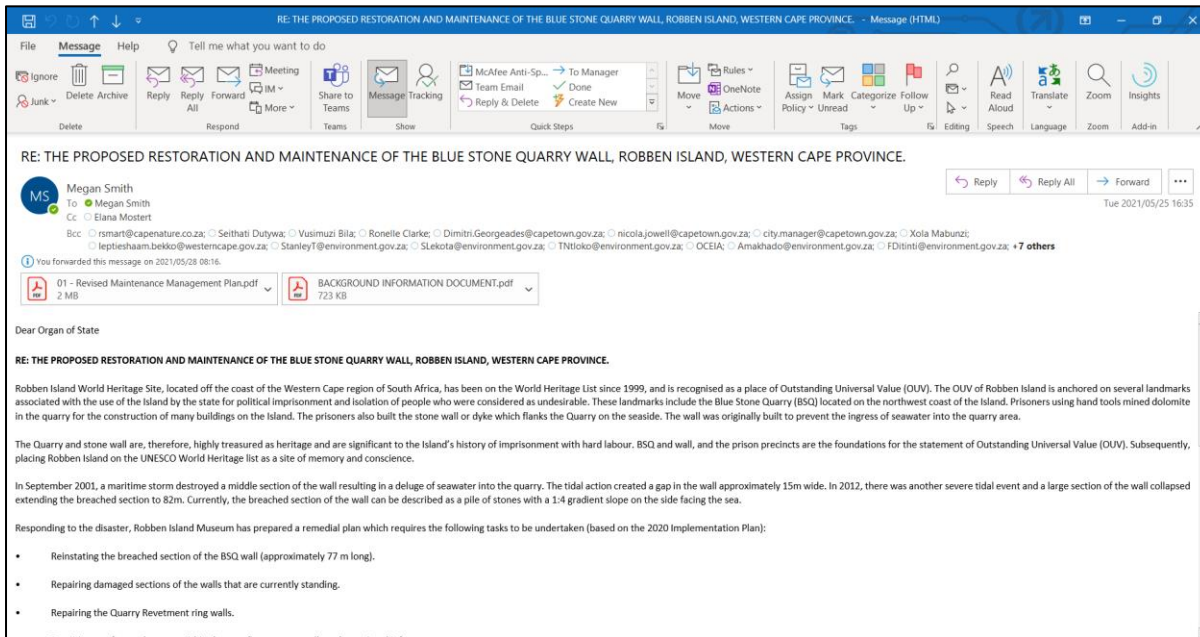 RE: THE PROPOSED RESTORATION AND MAINTENANCE OF THE BLUE STONE QUARRY WALL, ROBBEN ISLAND, WESTERN CAPE PROVINCE. - Message (HTML)
File Message Help Tell me what you want to do
Ignore
Junk
Delete Archive
Reply Reply All Forward
Meeting
IM
More
Share to Teams
Message Tracking
McAfee Anti-Sp... To Manager
Team Email Done
Reply & Delete Create New
Move
Rules
OneNote
Actions
Assign Policy Mark Unread Categorize Follow Up
Read Aloud
Translate
Zoom
Insights
Delete Respond Teams Show Quick Steps Move Tags Editing Speech Language Zoom Add-in
RE: THE PROPOSED RESTORATION AND MAINTENANCE OF THE BLUE STONE QUARRY WALL, ROBBEN ISLAND, WESTERN CAPE PROVINCE.
MS
Megan Smith
To Megan Smith
Cc Elana Mostert
Reply Reply All Forward ...
Tue 2021/05/25 16:35
Bcc rsmart@capenature.co.za; Seithati Dutywa; Vusimuzi Bila; Ronelle Clarke; Dimitri.Georgeades@capetown.gov.za; nicola.jowell@capetown.gov.za; city.manager@capetown.gov.za; Xola Mabunzi;
Ieptieshaam.bekko@westerncape.gov.za; StanleyT@environment.gov.za; SLekota@environment.gov.za; TNtloko@environment.gov.za; OCEIA; Amakhado@environment.gov.za; FDitinti@environment.gov.za; +7 others
You forwarded this message on 2021/05/28 08:16.
01 - Revised Maintenance Management Plan.pdf
2 MB
BACKGROUND INFORMATION DOCUMENT.pdf
723 KB
Dear Organ of State
RE: THE PROPOSED RESTORATION AND MAINTENANCE OF THE BLUE STONE QUARRY WALL, ROBBEN ISLAND, WESTERN CAPE PROVINCE.
Robben Island World Heritage Site, located off the coast of the Western Cape region of South Africa, has been on the World Heritage List since 1999, and is recognised as a place of Outstanding Universal Value (OUV). The OUV of Robben Island is anchored on several landmarks
associated with the use of the Island by the state for political imprisonment and isolation of people who were considered as undesirable. These landmarks include the Blue Stone Quarry (BSQ) located on the northwest coast of the Island. Prisoners using hand tools mined dolomite
in the quarry for the construction of many buildings on the Island. The prisoners also built the stone wall or dyke which flanks the Quarry on the seaside. The wall was originally built to prevent the ingress of seawater into the quarry area.
The Quarry and stone wall are, therefore, highly treasured as heritage and are significant to the Island's history of imprisonment with hard labour. BSQ and wall, and the prison precincts are the foundations for the statement of Outstanding Universal Value (OUV). Subsequently,
placing Robben Island on the UNESCO World Heritage list as a site of memory and conscience.
In September 2001, a maritime storm destroyed a middle section of the wall resulting in a deluge of seawater into the quarry. The tidal action created a gap in the wall approximately 15m wide. In 2012, there was another severe tidal event and a large section of the wall collapsed
extending the breached section to 82m. Currently, the breached section of the wall can be described as a pile of stones with a 1:4 gradient slope on the side facing the sea.
Responding to the disaster, Robben Island Museum has prepared a remedial plan which requires the following tasks to be undertaken (based on the 2020 Implementation Plan):
• Reinstating the breached section of the BSQ wall (approximately 77 m long).
• Repairing damaged sections of the walls that are currently standing.
• Repairing the Quarry Revetment ring walls.